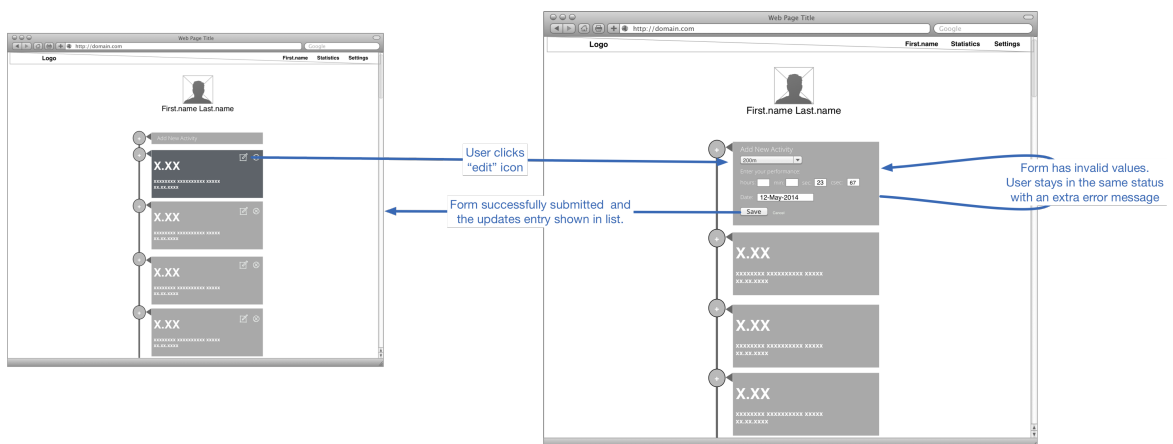 Web Page Title
http://domain.com
Google
Logo
First.name Statistics Settings
First.name Last.name
Add New Activity
X.XX
xxxxxxxx xxxxxxxxxx xxxxx
xx.xx.xxxx
X.XX
xxxxxxxx xxxxxxxxxx xxxxx
xx.xx.xxxx
X.XX
xxxxxxxx xxxxxxxxxx xxxxx
xx.xx.xxxx
X.XX
xxxxxxxx xxxxxxxxxx xxxxx
xx.xx.xxxx
User clicks
"edit" icon
Form successfully submitted and
the updates entry shown in list.
Web Page Title
http://domain.com
Google
Logo
First.name Statistics Settings
First.name Last.name
Add New Activity
200m
Enter your performance:
hours: min: sec: 23 cent: 67
Date: 12-May-2014
Save Cancel
X.XX
xxxxxxxx xxxxxxxxxx xxxxx
xx.xx.xxxx
X.XX
xxxxxxxx xxxxxxxxxx xxxxx
xx.xx.xxxx
X.XX
xxxxxxxx xxxxxxxxxx xxxxx
xx.xx.xxxx
Form has invalid values.
User stays in the same status
with an extra error message